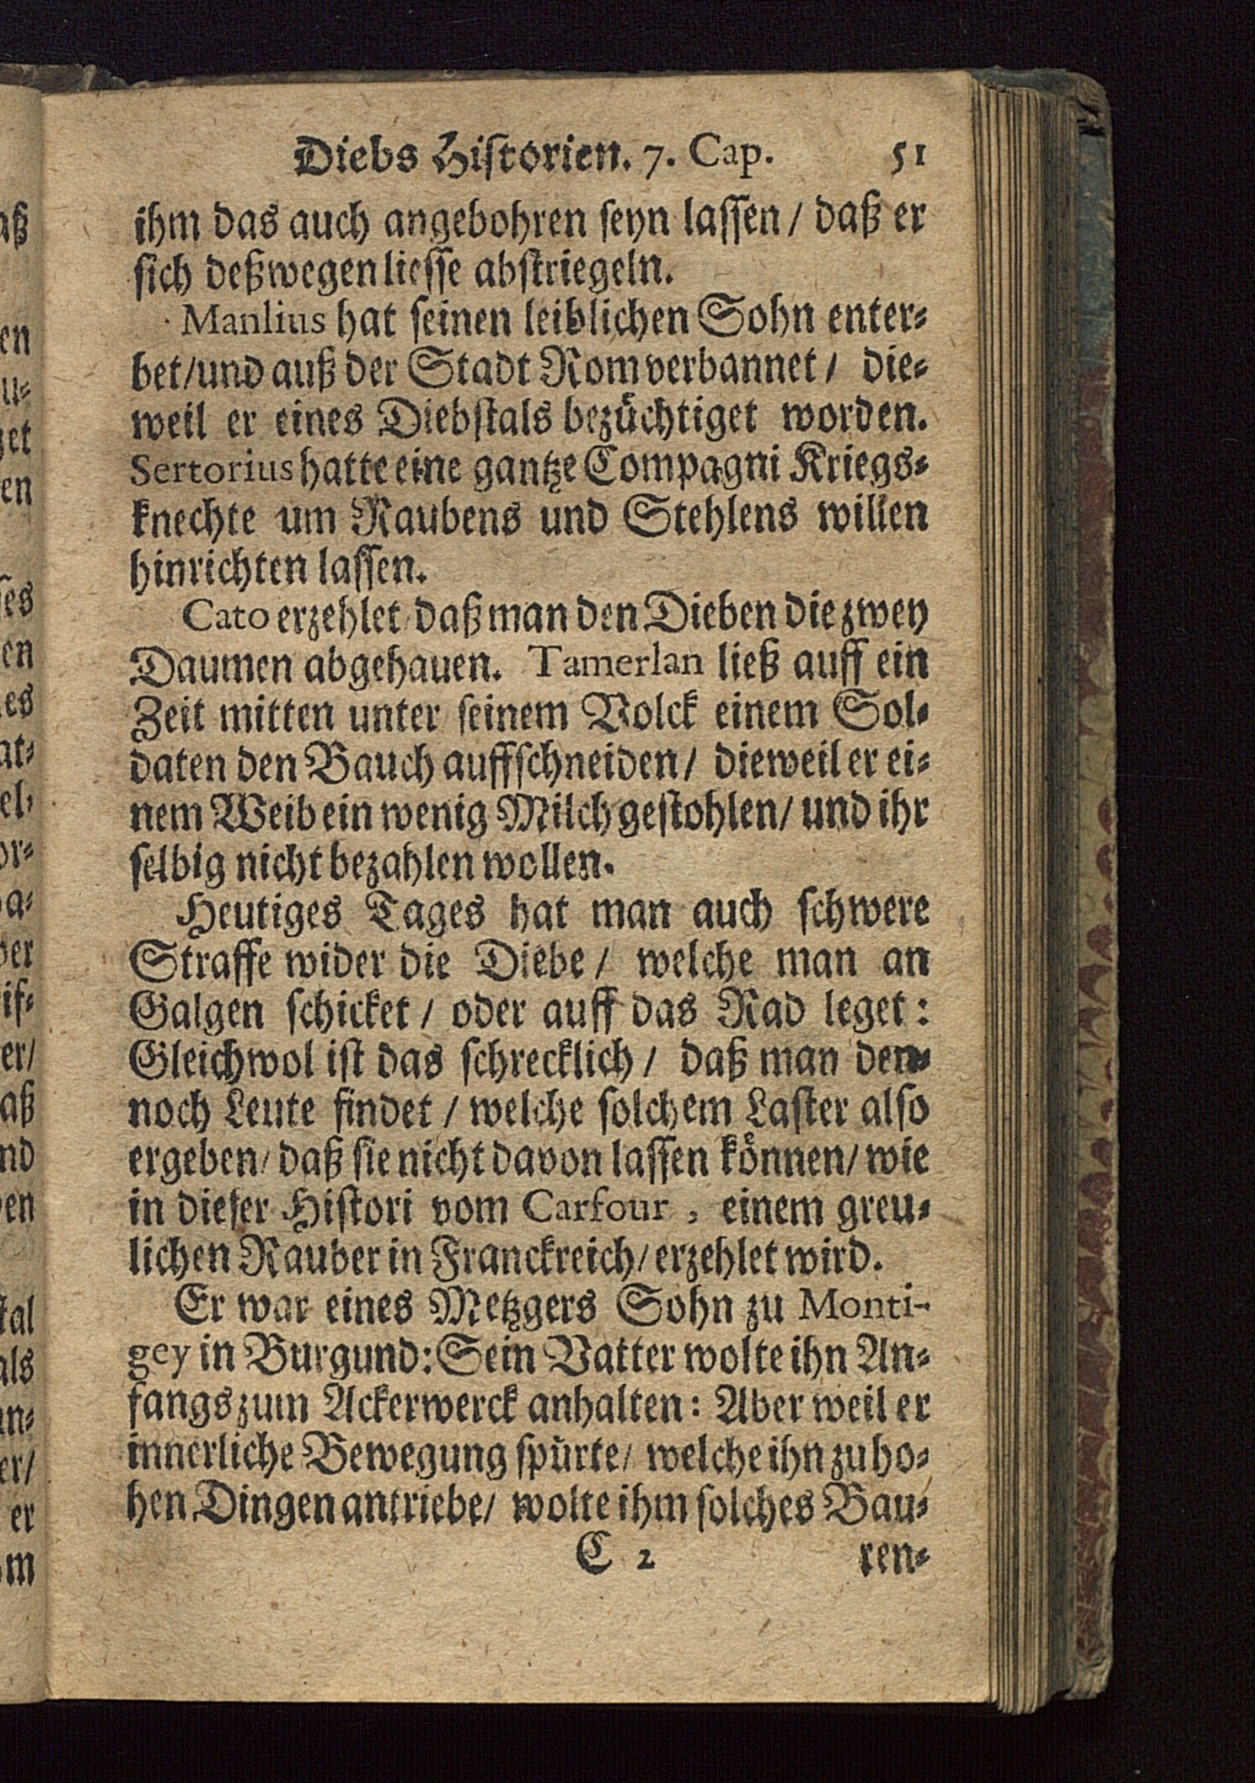 Diebs Historien. 7. Cap. 51
ihm das auch angebohren seyn lassen / daß er
sich deßwegen liesse abstriegeln.
Manlius hat seinen leiblichen Sohn enter-
bet/und auß der Stadt Rom verbannet / die-
weil er eines Diebstals bezüchtiget worden.
Sertorius hatte eine gantze Compagni Kriegs-
knechte um Raubens und Stehlens willen
hinrichten lassen.
Cato erzehlet daß man den Dieben die zwey
Daumen abgehauen. Tamerlan ließ auff ein
Zeit mitten unter seinem Volck einem Sol-
daten den Bauch auffschneiden / dieweil er ei-
nem Weib ein wenig Milch gestohlen / und ihr
selbig nicht bezahlen wollen.
Heutiges Tages hat man auch schwere
Straffe wider die Diebe / welche man an
Galgen schicket / oder auff das Rad leget:
Gleichwol ist das schrecklich / daß man den-
noch Leute findet / welche solchem Laster also
ergeben / daß sie nicht davon lassen können / wie
in dieser Histori vom Carfour , einem greu-
lichen Rauber in Franckreich / erzehlet wird.
Er war eines Metzgers Sohn zu Monti-
gey in Burgund: Sein Vatter wolte ihn An-
fangs zum Ackerwerck anhalten: Aber weil er
innerliche Bewegung spürte / welche ihn zu ho-
hen Dingen antriebe / wolte ihm solches Bau-
C 2 ren-